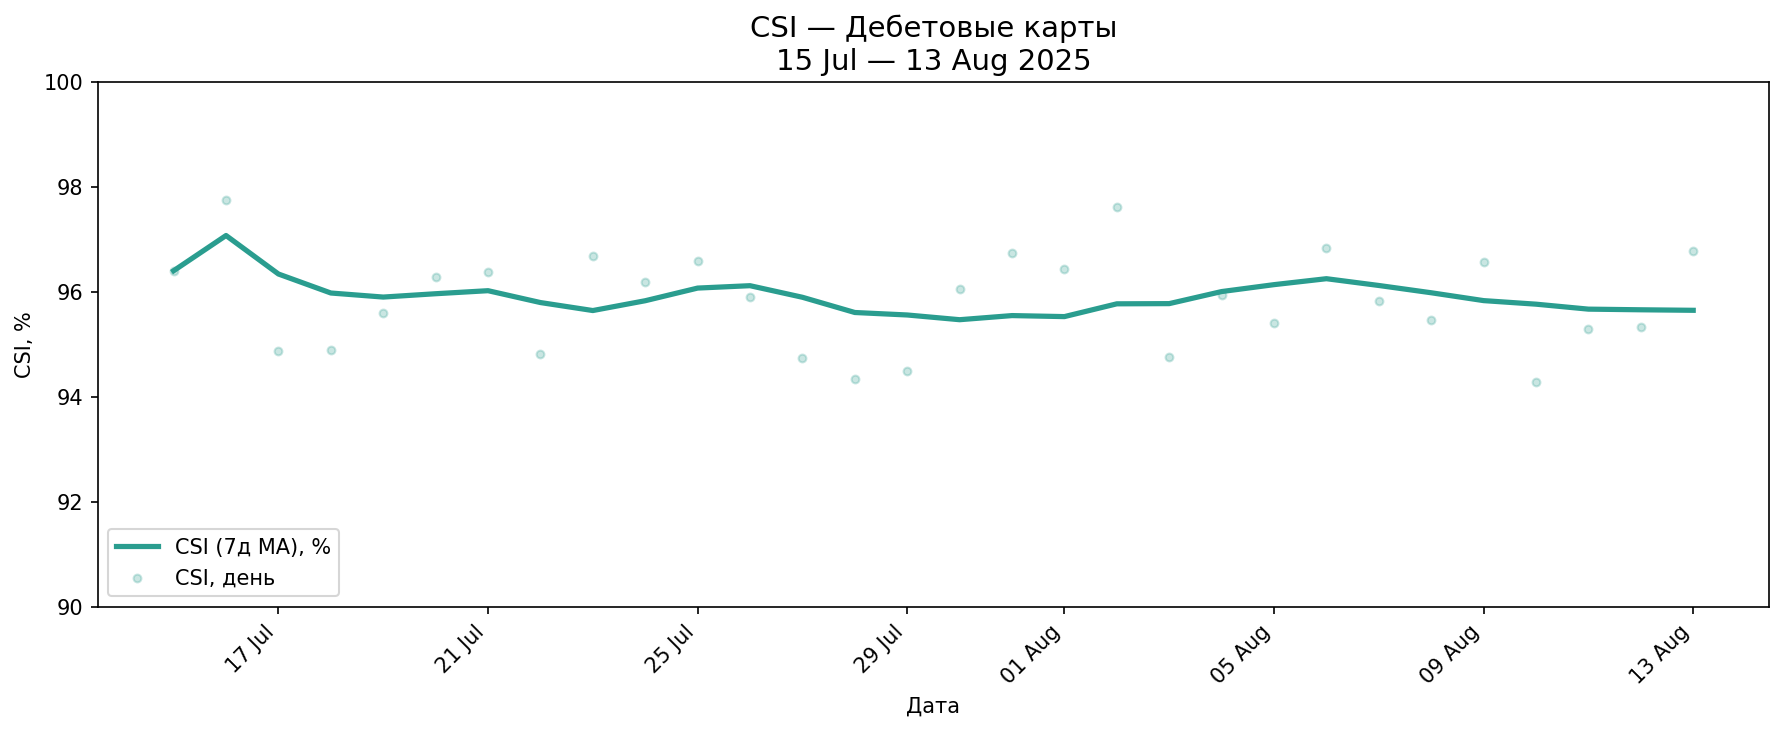 CSI — Дебетовые карты
15 Jul — 13 Aug 2025
100
98
96
94
92
90
CSI, %
CSI (7д MA), %
CSI, день
17 Jul
21 Jul
25 Jul
29 Jul
01 Aug
05 Aug
09 Aug
13 Aug
Дата